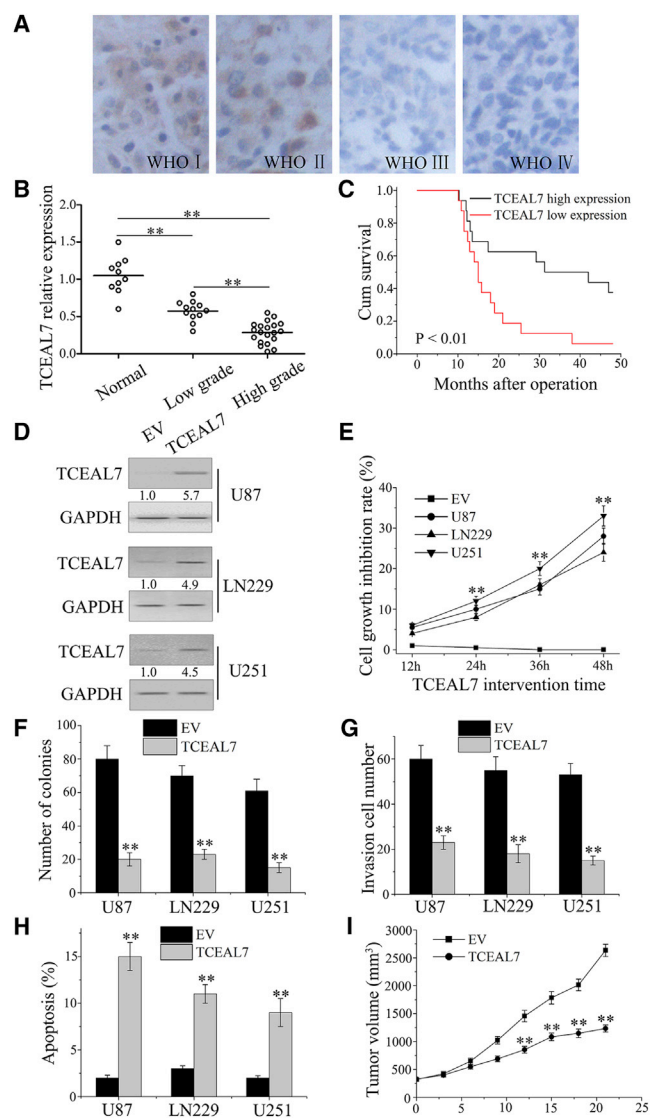 A
WHO Ⅰ
WHO Ⅱ
WHO Ⅲ
WHO Ⅳ
B
TCEAL7 relative expression
1.5
1.0
0.5
0.0
**
**
**
Normal
Low grade
High grade
C
Cum survival
1.0
0.8
0.6
0.4
0.2
0.0
TCEAL7 high expression
TCEAL7 low expression
P < 0.01
0 10 20 30 40 50
Months after operation
D
EV
TCEAL7
TCEAL7
1.0 5.7
GAPDH
U87
TCEAL7
1.0 4.9
GAPDH
LN229
TCEAL7
1.0 4.5
GAPDH
U251
E
Cell growth inhibition rate (%)
40
30
20
10
0
EV
U87
LN229
U251
**
**
**
12h 24h 36h 48h
TCEAL7 intervention time
F
Number of colonies
100
80
60
40
20
0
EV
TCEAL7
** ** **
U87 LN229 U251
G
Invasion cell number
80
60
40
20
0
EV
TCEAL7
** ** **
U87 LN229 U251
H
Apoptosis (%)
15
10
5
0
EV
TCEAL7
** ** **
U87 LN229 U251
I
Tumor volume (mm³)
3000
2500
2000
1500
1000
500
0
EV
TCEAL7
** ** ** **
0 5 10 15 20 25